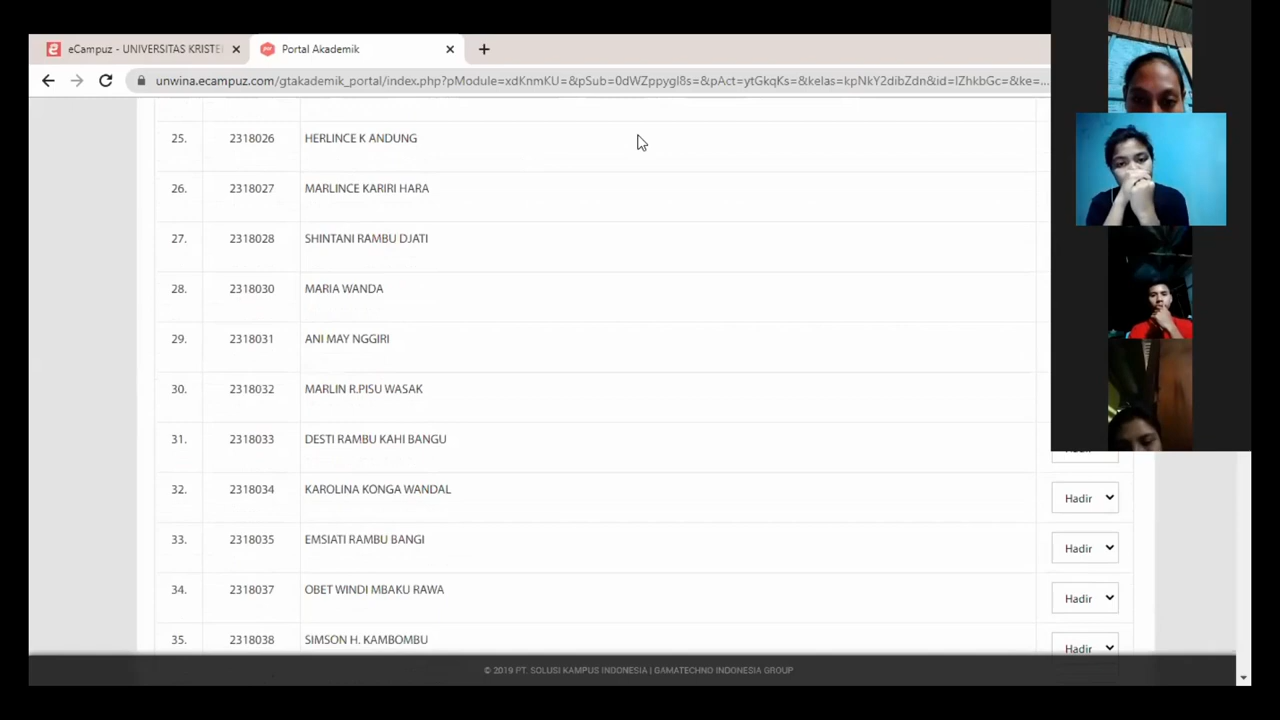 eCampuz - UNIVERSITAS KRISTE
Portal Akademik
unwina.ecampuz.com/gtakademik_portal/index.php?pModule=xdKnmKU=&pSub=0dWZppygl8s=&pAct=ytGkqKs=&kelas=kpNkY2dibZdn&id=lZhkbGc=&ke=...
25. 2318026 HERLINCE K ANDUNG
26. 2318027 MARLINCE KARIRI HARA
27. 2318028 SHINTANI RAMBU DJATI
28. 2318030 MARIA WANDA
29. 2318031 ANI MAY NGGIRI
30. 2318032 MARLIN R.PISU WASAK
31. 2318033 DESTI RAMBU KAHI BANGU
32. 2318034 KAROLINA KONGA WANDAL Hadir
33. 2318035 EMSIATI RAMBU BANGI Hadir
34. 2318037 OBET WINDI MBAKU RAWA Hadir
35. 2318038 SIMSON H. KAMBOMBU Hadir
© 2019 PT. SOLUSI KAMPUS INDONESIA | GAMATECHNO INDONESIA GROUP